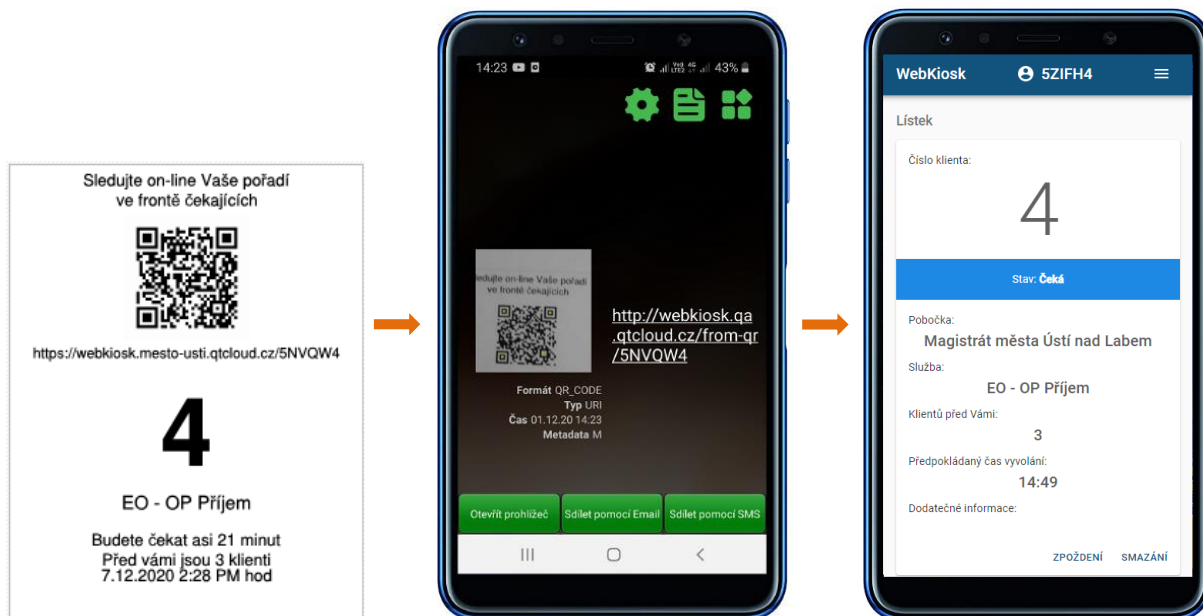 Sledujte on-line Vaše pořadí
ve frontě čekajících
https://webkiosk.mesto-usti.qtcloud.cz/5NVQW4
4
EO - OP Příjem
Budete čekat asi 21 minut
Před vámi jsou 3 klienti
7.12.2020 2:28 PM hod
14:23
43%
edujte on-line Vaše pořadí
ve frontě čekajících
http://webkiosk.qa
.qtcloud.cz/from-qr
/5NVQW4
Formát QR_CODE
Typ URI
Čas 01.12.20 14:23
Metadata M
Otevřít prohlížeč
Sdílet pomocí Email
Sdílet pomocí SMS
WebKiosk
5ZIFH4
Lístek
Číslo klienta:
4
Stav: Čeká
Pobočka:
Magistrát města Ústí nad Labem
Služba:
EO - OP Příjem
Klientů před Vámi:
3
Předpokládaný čas vyvolání:
14:49
Dodatečné informace:
ZPOŽDĚNÍ
SMAZÁNÍ